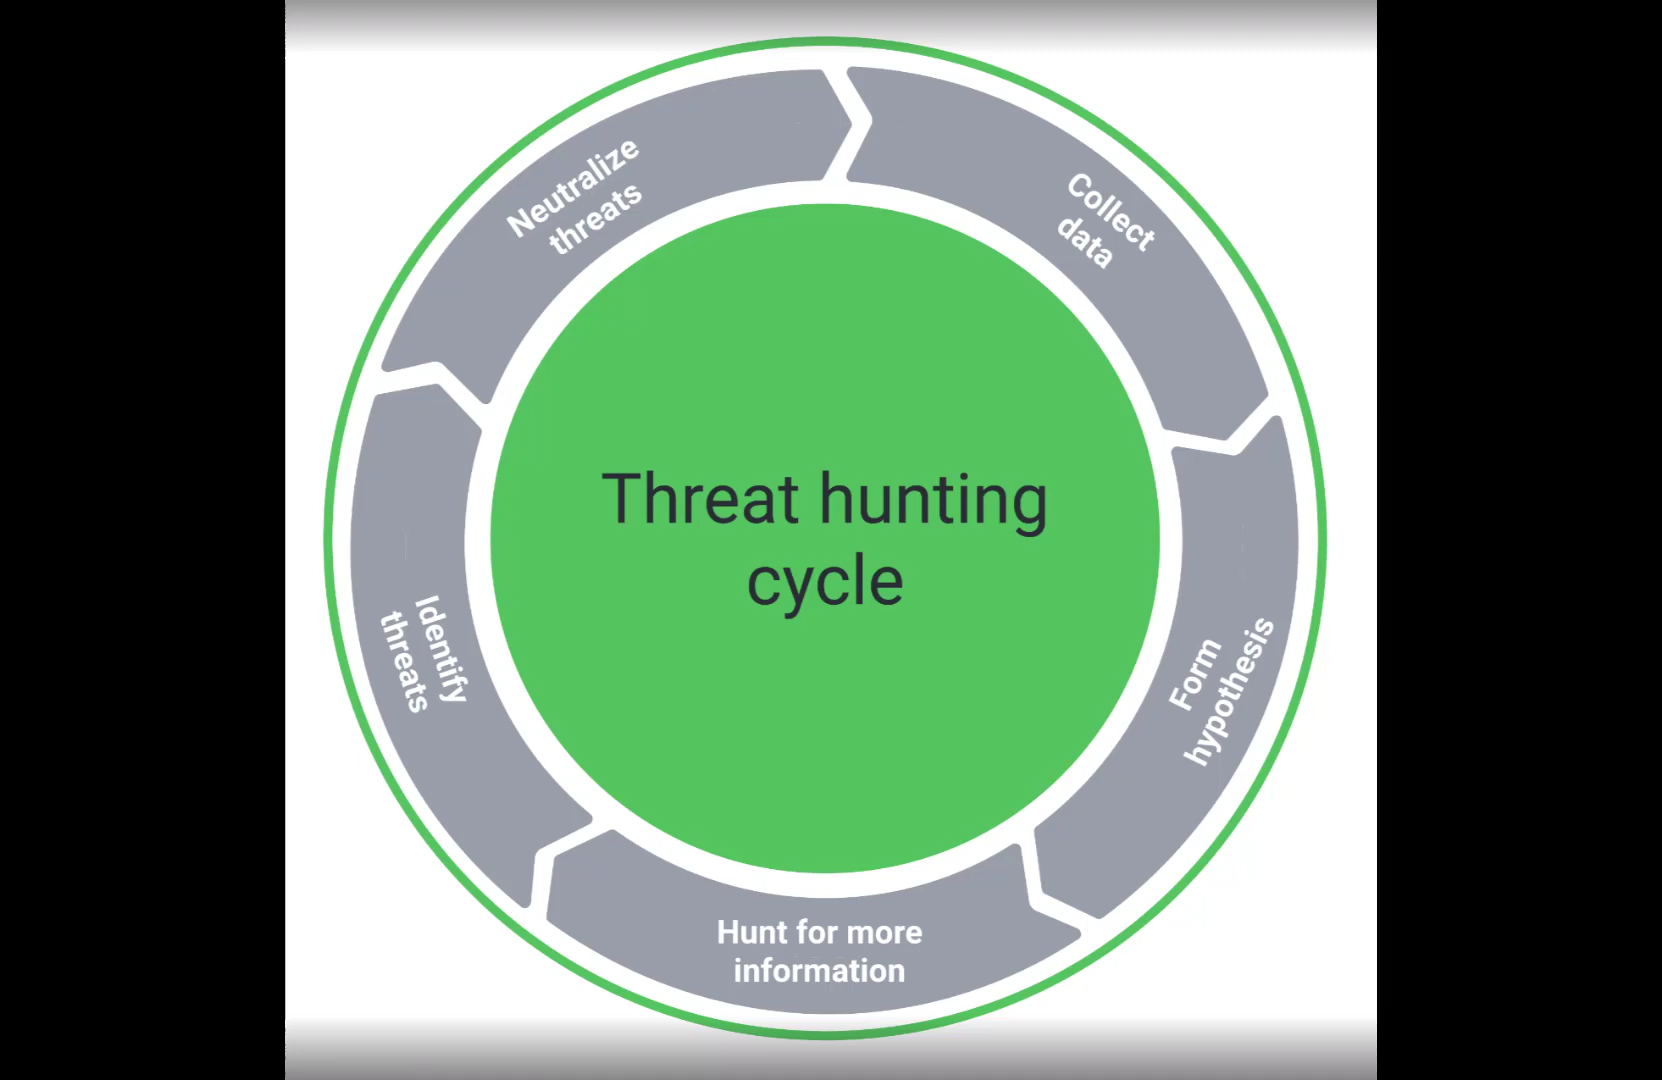 Threat hunting
cycle
Collect
data
Form
hypothesis
Hunt for more
information
Identify
threats
Neutralize
threats